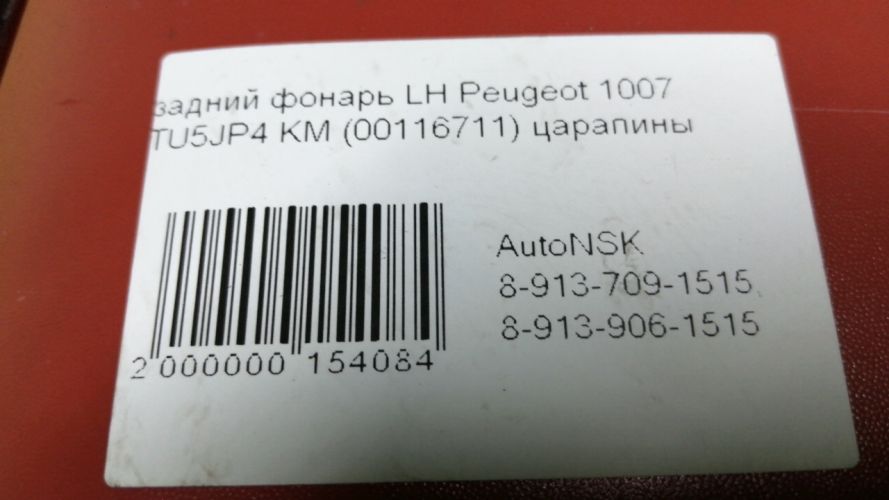 задний фонарь LH Peugeot 1007
TU5JP4 KM (00116711) царапины
AutoNSK
8-913-709-1515
8-913-906-1515
2 000000 154084